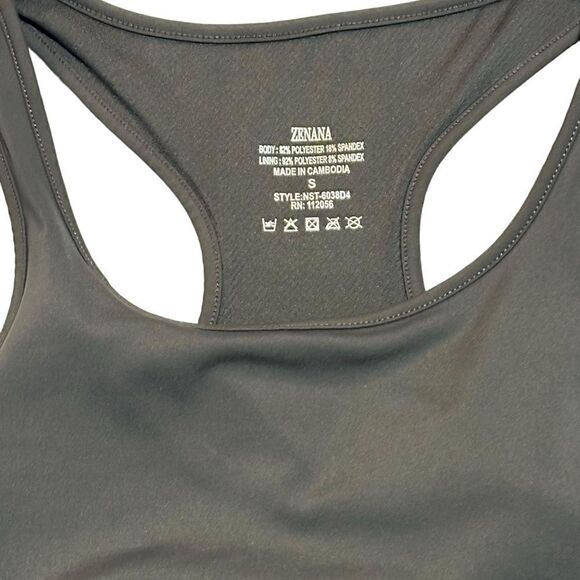 ZENANA
BODY: 82% POLYESTER 18% SPANDEX
LINING: 92% POLYESTER 8% SPANDEX
MADE IN CAMBODIA
S
STYLE:NST-6038D4
RN: 112056